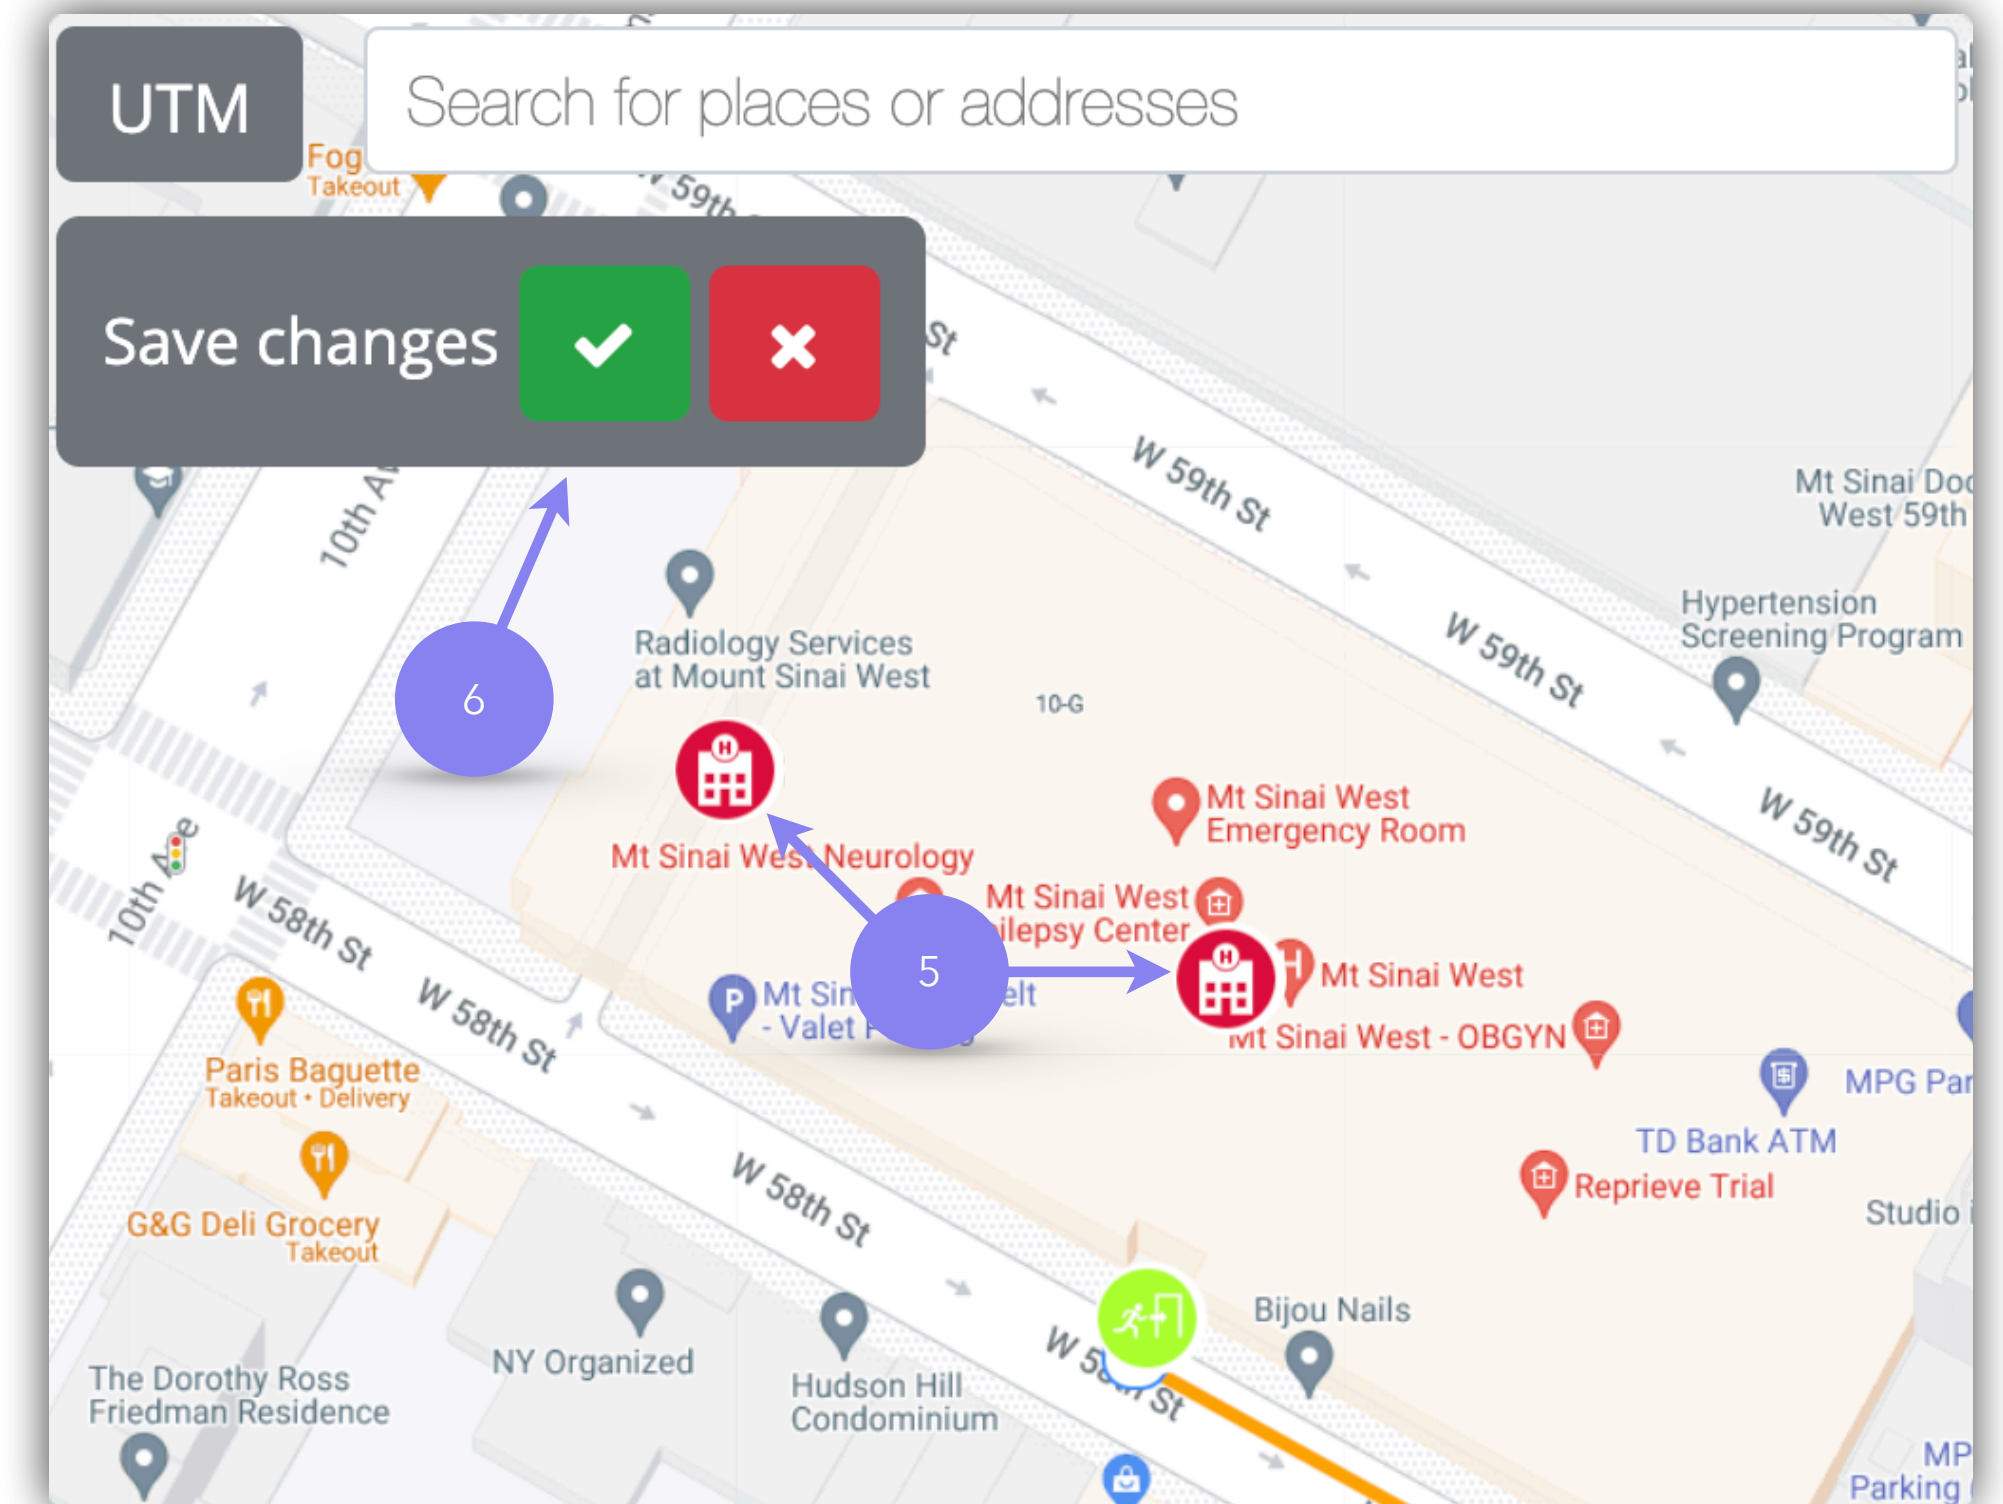 UTM
Search for places or addresses
Fog
Takeout
W 59th
Save changes
St
W 59th St
10th Av
Mt Sinai Doc
West 59th
Hypertension
Screening Program
Radiology Services
at Mount Sinai West
W 59th St
6
10-G
Mt Sinai West
Emergency Room
W 59th St
Mt Sinai West Neurology
10th Ave
Mt Sinai West
ilepsy Center
W 58th St
5
Mt Sinai West
Mt Sin elt
- Valet P g
W 58th St
Mt Sinai West - OBGYN
Paris Baguette
Takeout • Delivery
MPG Par
TD Bank ATM
Reprieve Trial
W 58th St
Studio i
G&G Deli Grocery
Takeout
Bijou Nails
W 58th St
NY Organized
The Dorothy Ross
Friedman Residence
Hudson Hill
Condominium
MP
Parking